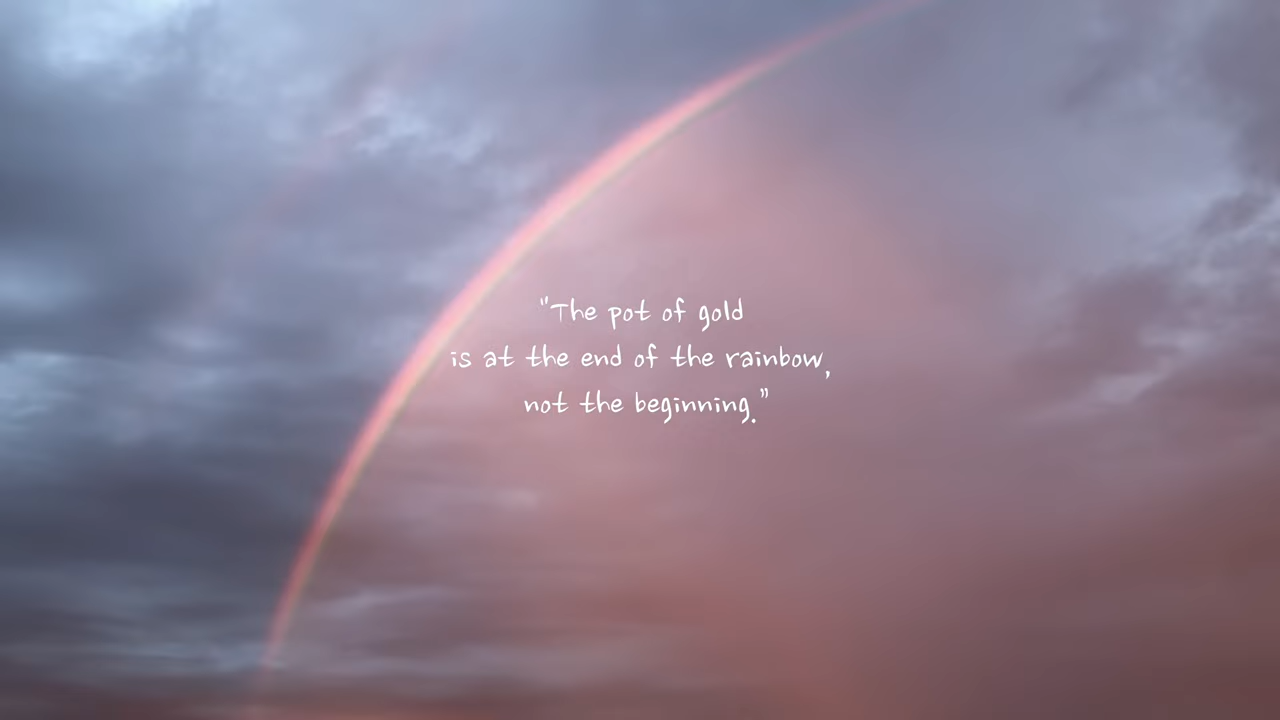 "The pot of gold
is at the end of the rainbow,
not the beginning."